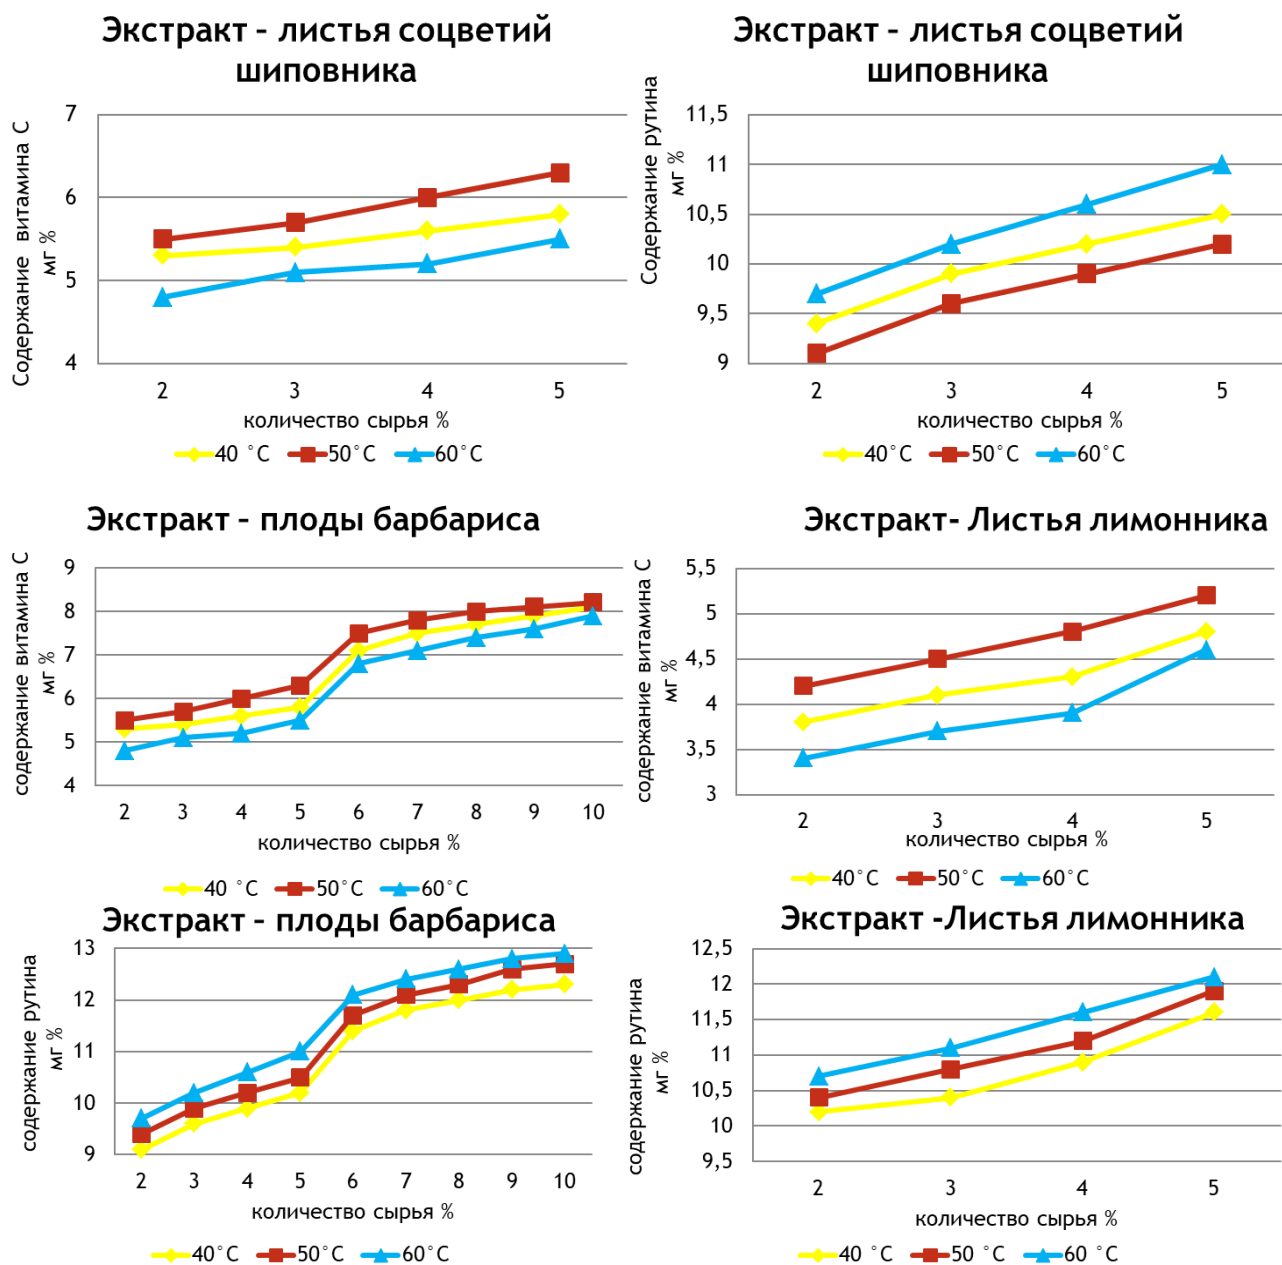 Экстракт - листья соцветий
шиповника
Содержание витамина С
мг %
7
6
5
4
2 3 4 5
количество сырья %
40 °С 50°С 60°С
Экстракт - листья соцветий
шиповника
Содержание рутина
мг %
11,5
11
10,5
10
9,5
9
2 3 4 5
количество сырья %
40°С 50°С 60°С
Экстракт - плоды барбариса
содержание витамина С
мг %
9
8
7
6
5
4
2 3 4 5 6 7 8 9 10
количество сырья %
40 °С 50°С 60°С
Экстракт- Листья лимонника
содержание витамина С
мг %
5,5
5
4,5
4
3,5
3
2 3 4 5
количество сырья %
40°С 50°С 60°С
Экстракт - плоды барбариса
содержание рутина
мг %
13
12
11
10
9
2 3 4 5 6 7 8 9 10
количество сырья %
40°С 50°С 60°С
Экстракт -Листья лимонника
содержание рутина
мг %
12,5
12
11,5
11
10,5
10
9,5
2 3 4 5
количество сырья %
40 °С 50 °С 60 °С